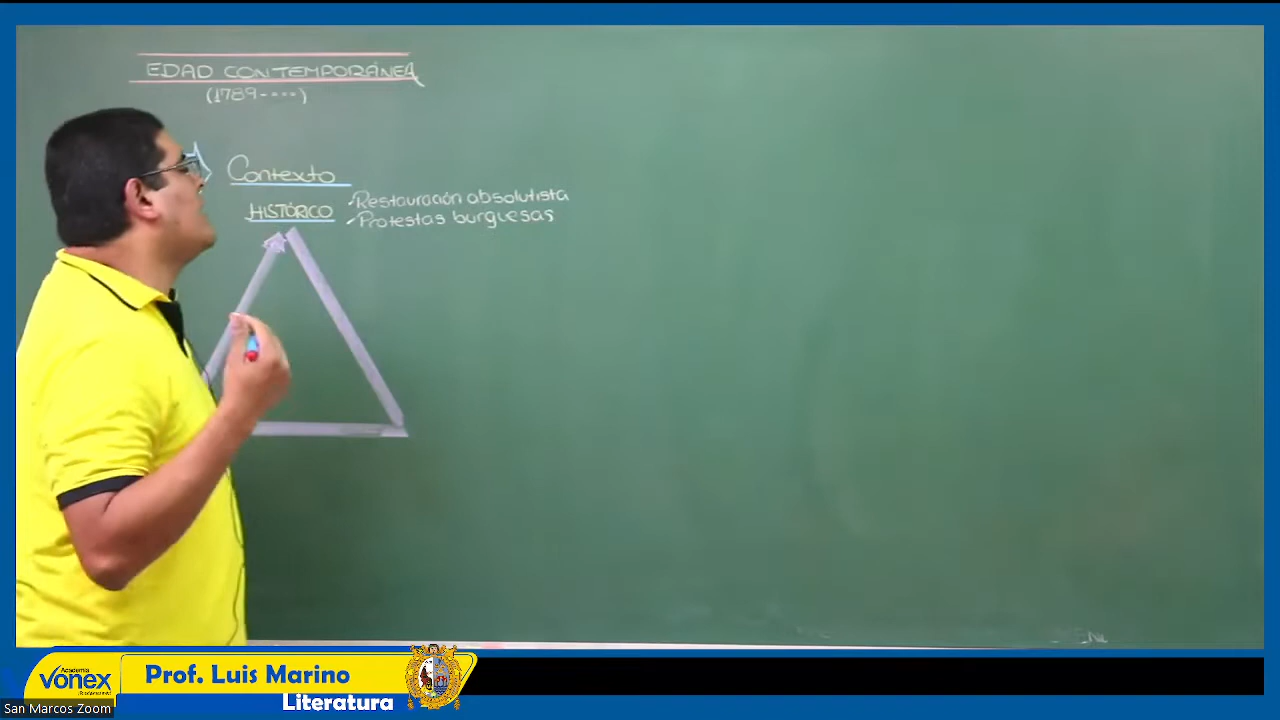 EDAD CONTEMPORÁNEA
(1789-----)
Contexto
HISTÓRICO
Restauración absolutista
Protestas burguesas
Academia
VONEX
Prof. Luis Marino
Literatura
San Marcos Zoom